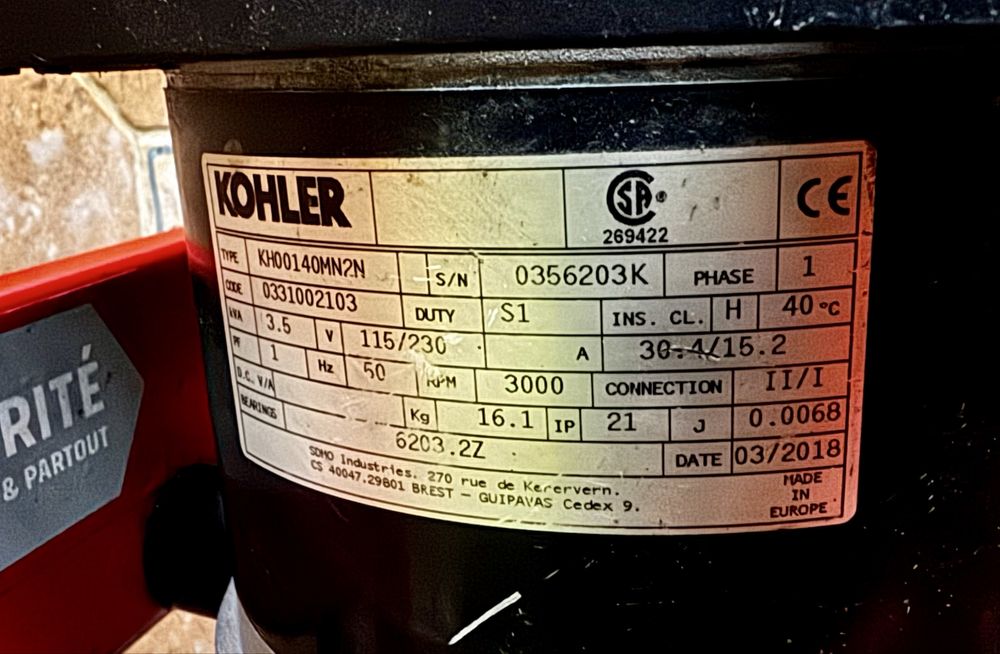 KOHLER
SA ®
269422
CE
TYPE KH00140MN2N S/N 0356203K PHASE 1
CODE 0331002103 DUTY S1 INS. CL. H 40 °C
kVA 3.5 V 115/230 A 30.4/15.2
PF 1 Hz 50 RPM 3000 CONNECTION II/I
D.C. V/A Kg 16.1 IP 21 J 0.0068
BEARINGS 6203.2Z DATE 03/2018
SDMO Industries. 270 rue de Kerervern.
CS 40047.29801 BREST – GUIPAVAS Cedex 9.
MADE
IN
EUROPE
RITÉ
& PARTOUT